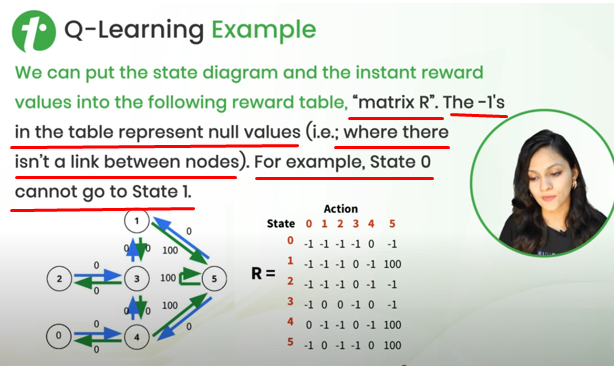 Q-Learning Example
We can put the state diagram and the instant reward
values into the following reward table, “matrix R”. The -1's
in the table represent null values (i.e.; where there
isn't a link between nodes). For example, State 0
cannot go to State 1.
Action
State 0 1 2 3 4 5
0 -1 -1 -1 -1 0 -1
1 -1 -1 -1 0 -1 100
R = 2 -1 -1 -1 0 -1 -1
3 -1 0 0 -1 0 -1
4 0 -1 -1 0 -1 100
5 -1 0 -1 -1 0 100
1
0
0 0 100
0
2 3 100 5
0
0 0 100
0
0 4 0
0